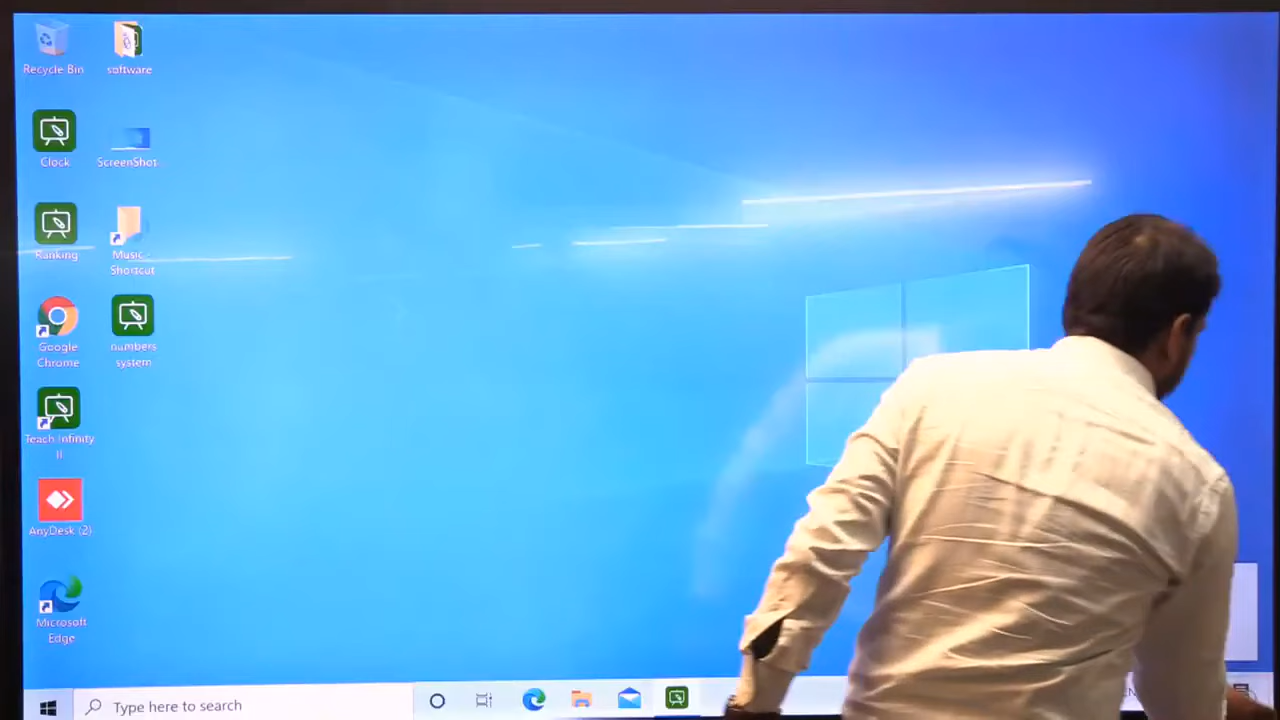 Recycle Bin
software
Clock
ScreenShot
Ranking
Music -
Shortcut
Google
Chrome
numbers
system
Teach Infinity
II
AnyDesk (2)
Microsoft
Edge
Type here to search